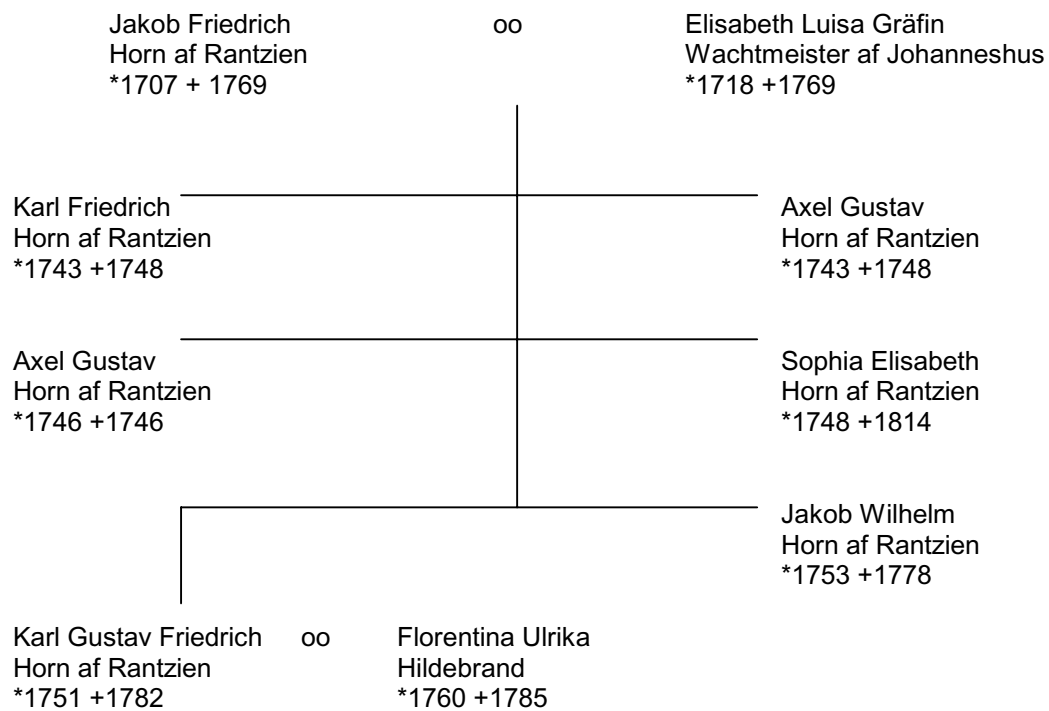 Jakob Friedrich
Horn af Rantzien
*1707 + 1769
oo
Elisabeth Luisa Gräfin
Wachtmeister af Johanneshus
*1718 +1769
Karl Friedrich
Horn af Rantzien
*1743 +1748
Axel Gustav
Horn af Rantzien
*1743 +1748
Axel Gustav
Horn af Rantzien
*1746 +1746
Sophia Elisabeth
Horn af Rantzien
*1748 +1814
Jakob Wilhelm
Horn af Rantzien
*1753 +1778
Karl Gustav Friedrich
Horn af Rantzien
*1751 +1782
oo
Florentina Ulrika
Hildebrand
*1760 +1785